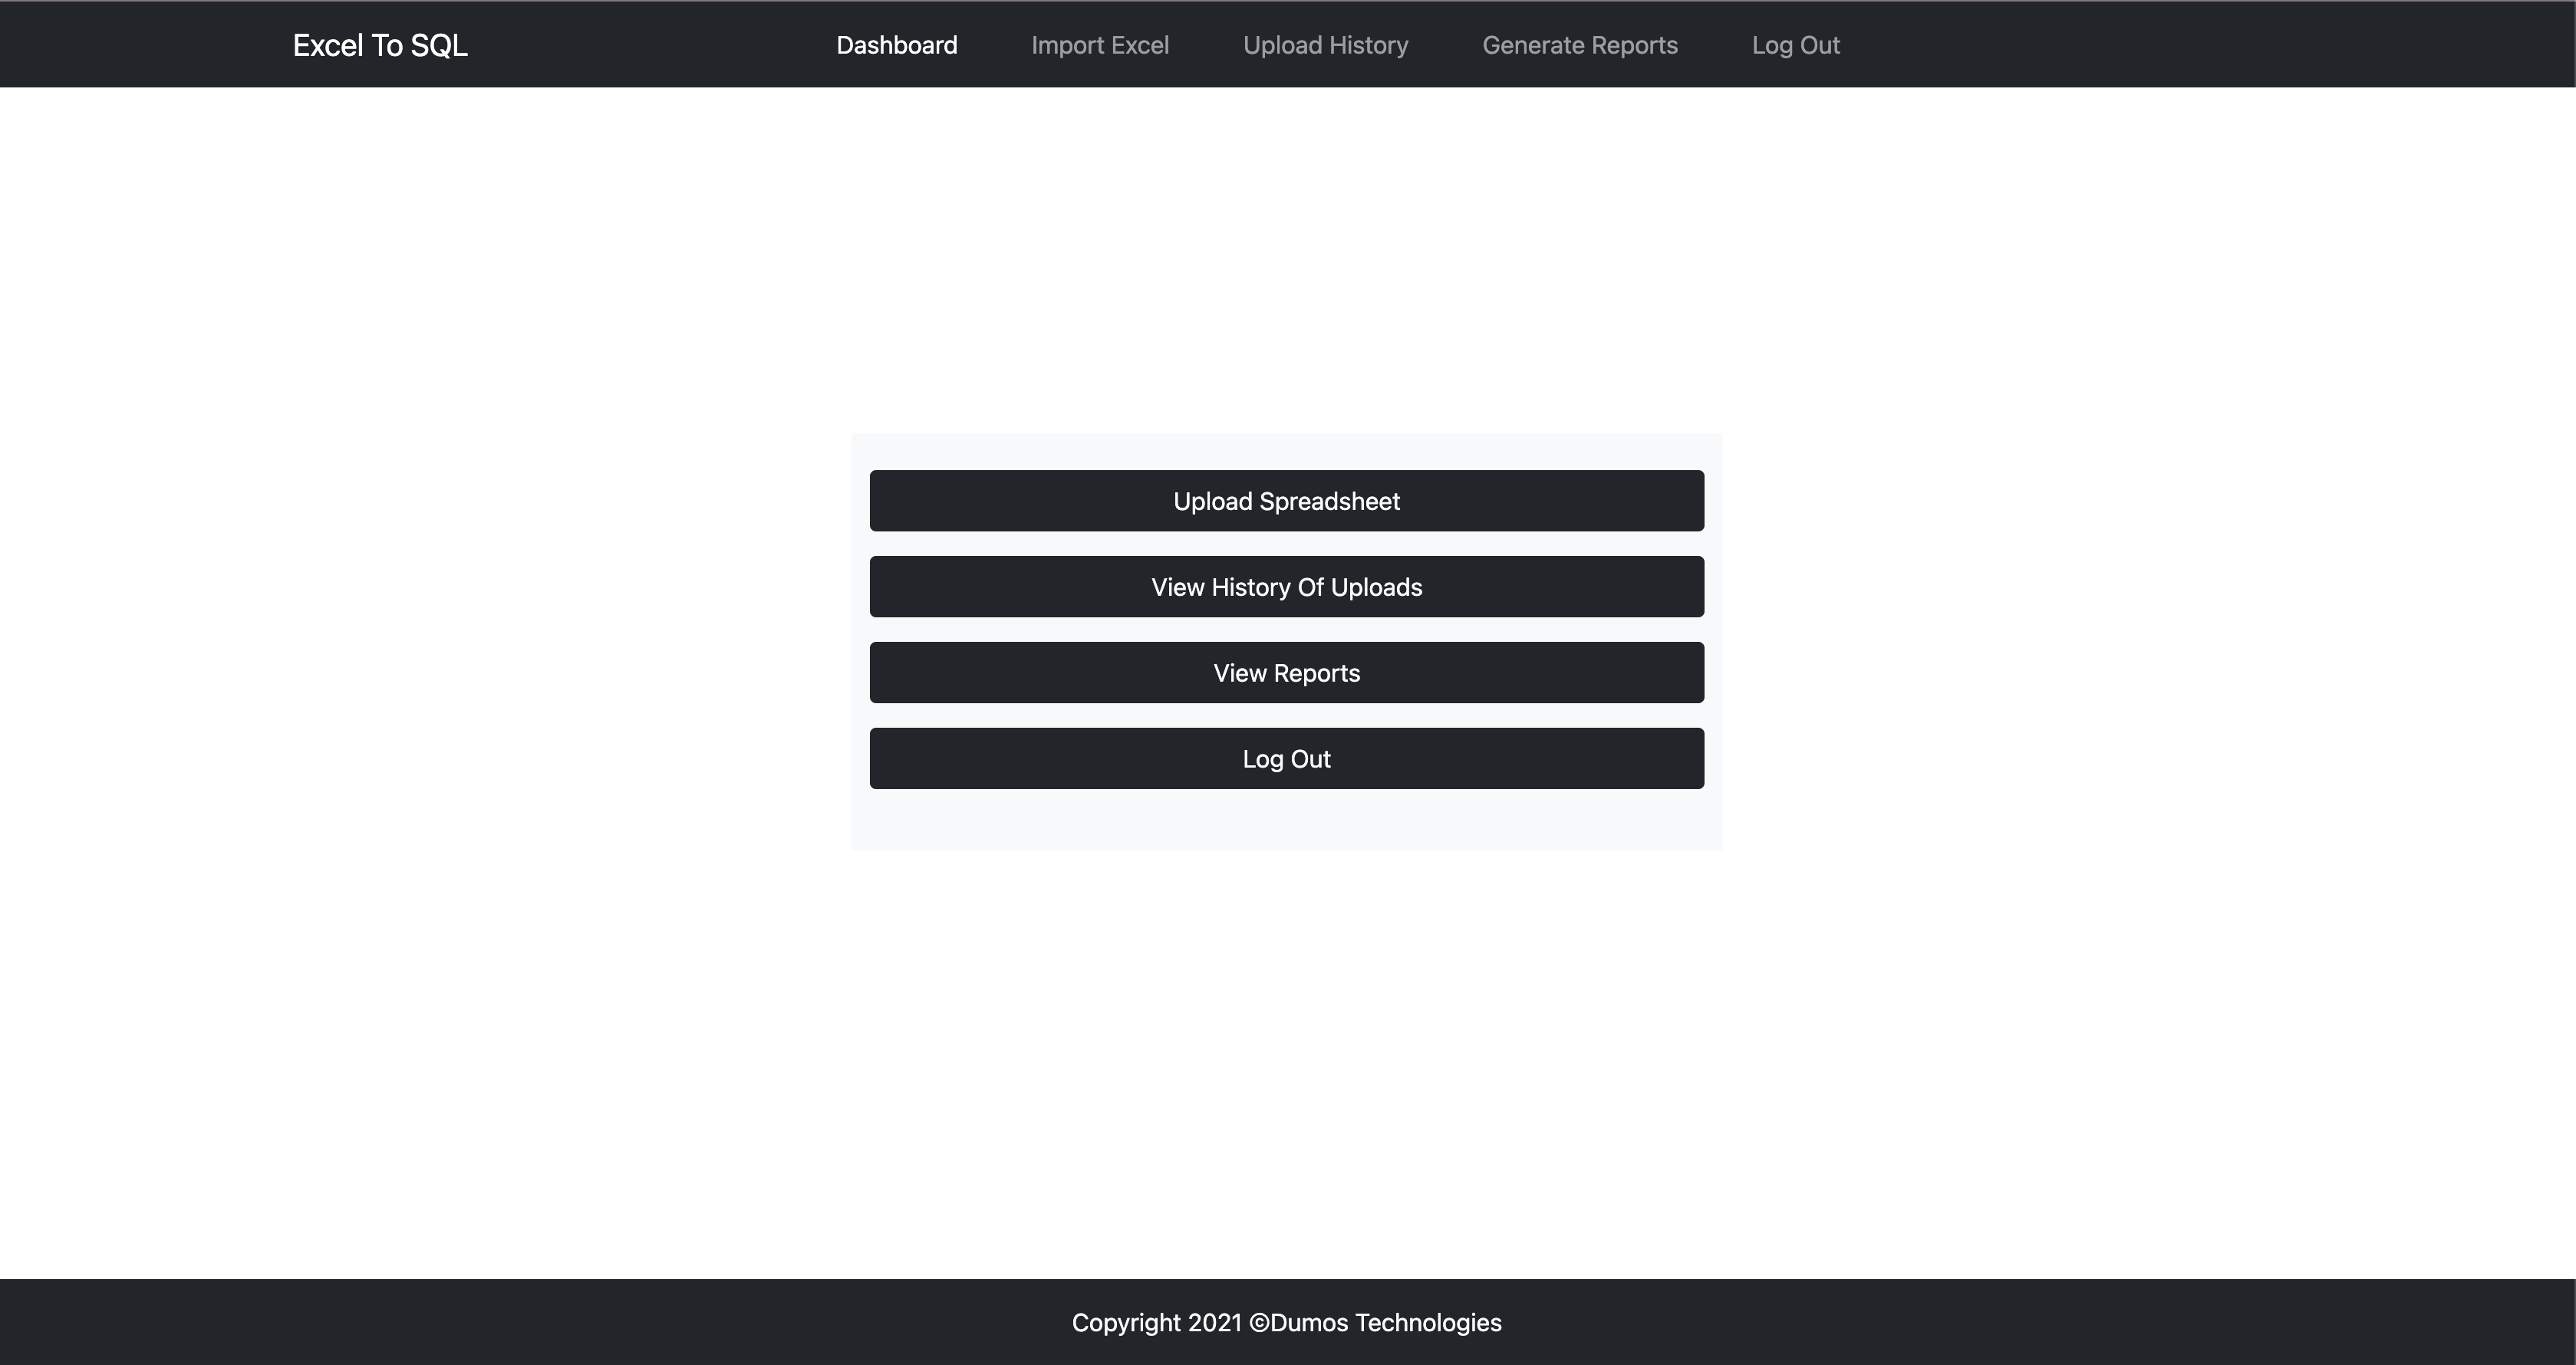 Excel To SQL
Dashboard
Import Excel
Upload History
Generate Reports
Log Out
Upload Spreadsheet
View History Of Uploads
View Reports
Log Out
Copyright 2021 ©Dumos Technologies